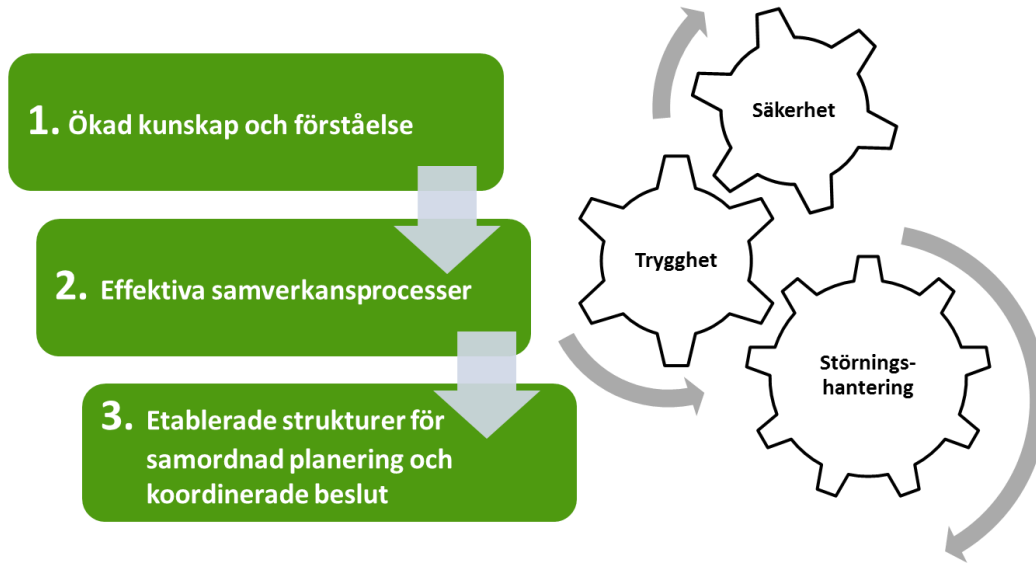 1. Ökad kunskap och förståelse
2. Effektiva samverkansprocesser
3. Etablerade strukturer för
samordnad planering och
koordinerade beslut
Säkerhet
Trygghet
Störnings-
hantering